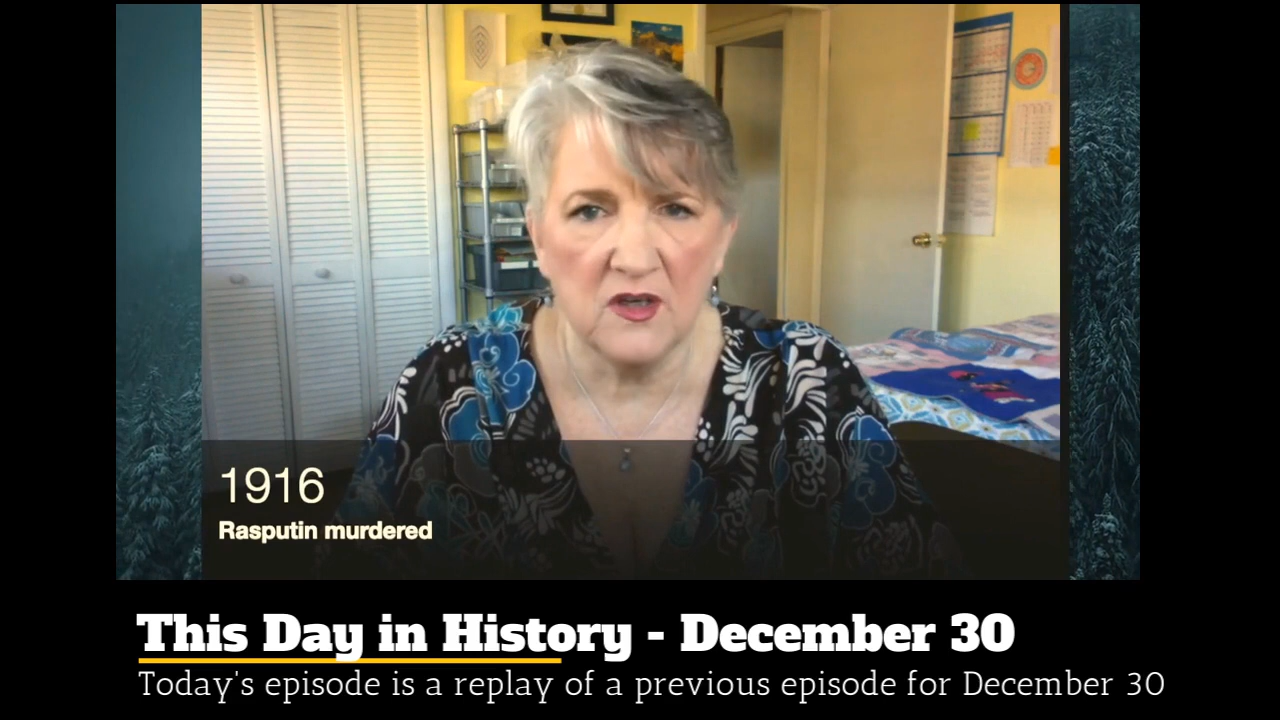 1916
Rasputin murdered
This Day in History - December 30
Today's episode is a replay of a previous episode for December 30